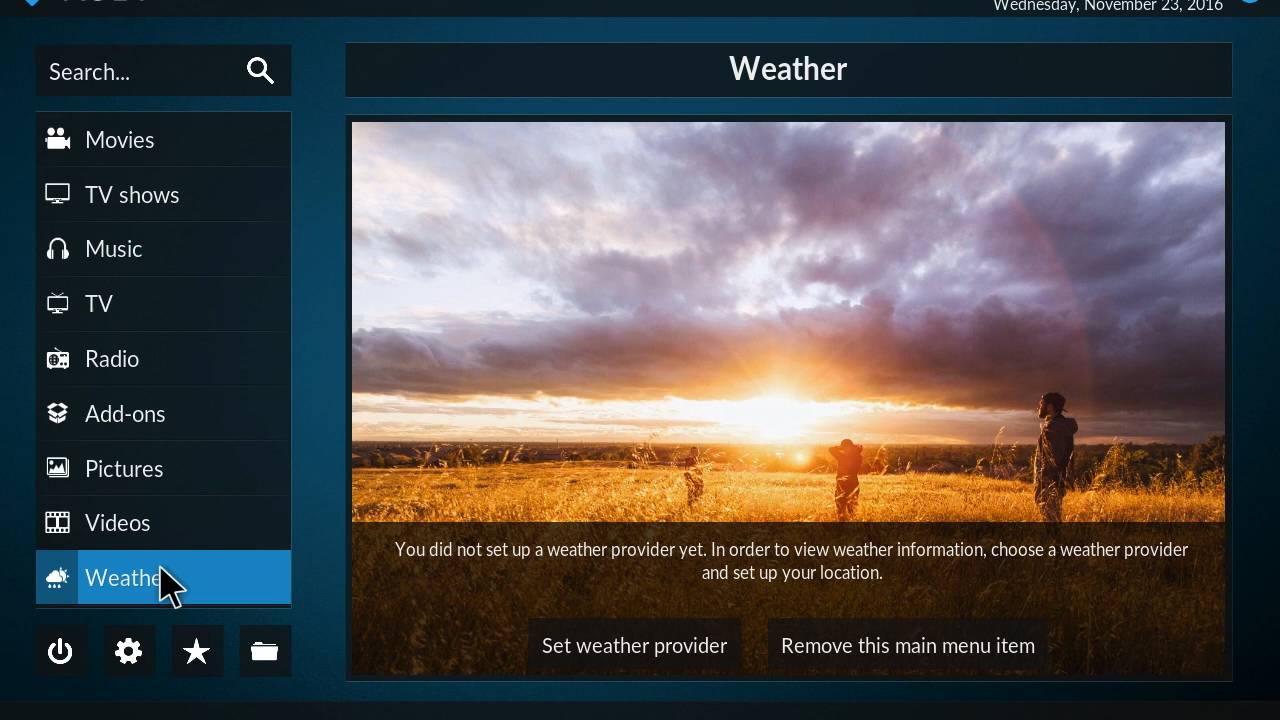 Wednesday, November 23, 2016
Search...
Weather
Movies
TV shows
Music
TV
Radio
Add-ons
Pictures
Videos
Weathe
You did not set up a weather provider yet. In order to view weather information, choose a weather provider
and set up your location.
Set weather provider
Remove this main menu item